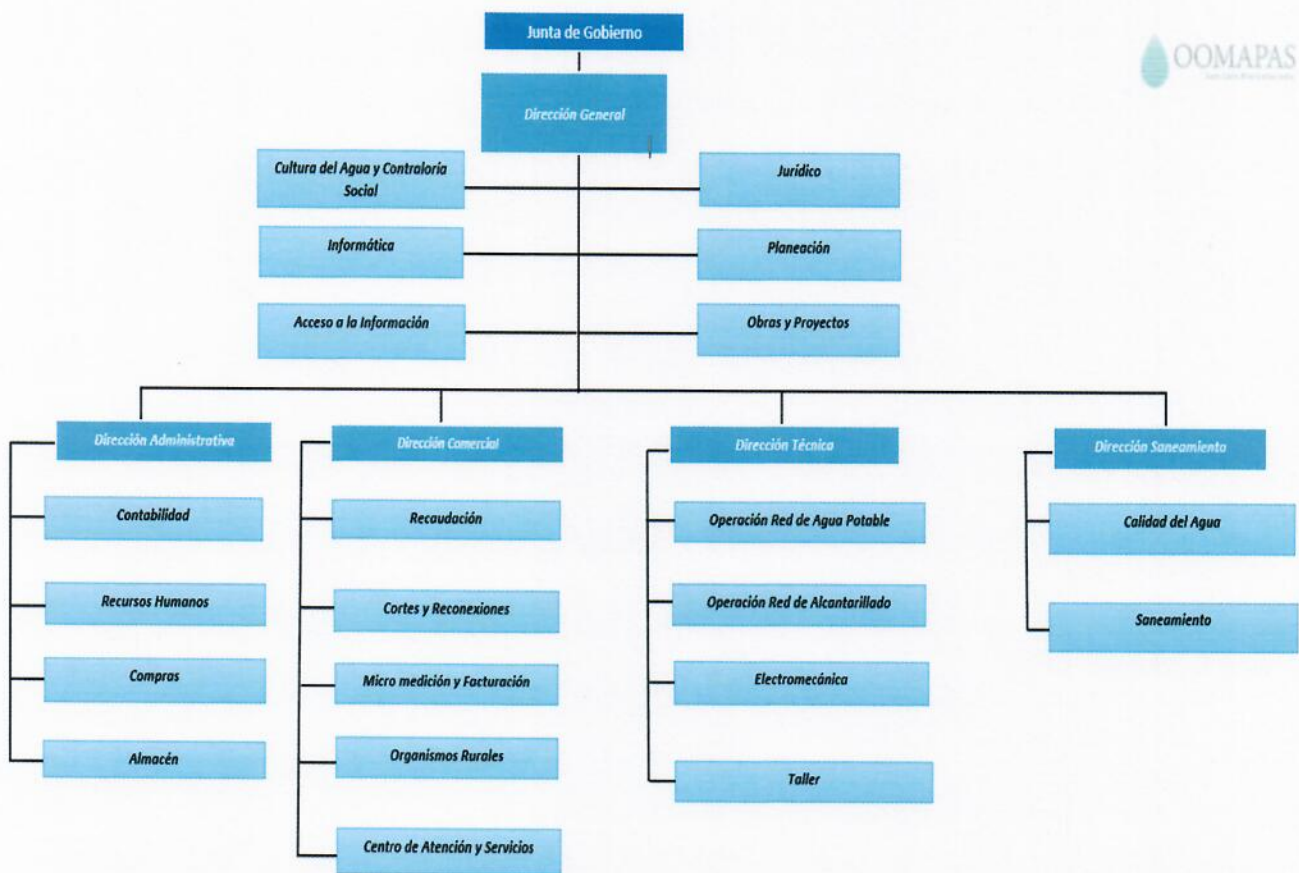 Junta de Gobierno
OOMAPAS
Dirección General
Cultura del Agua y Contraloría
Social
Jurídico
Informática
Planeación
Acceso a la Información
Obras y Proyectos
Dirección Administrativa
Dirección Comercial
Dirección Técnica
Dirección Saneamiento
Contabilidad
Recaudación
Operación Red de Agua Potable
Calidad del Agua
Recursos Humanos
Cortes y Reconexiones
Operación Red de Alcantarillado
Saneamiento
Compras
Micro medición y Facturación
Electromecánica
Almacén
Organismos Rurales
Taller
Centro de Atención y Servicios